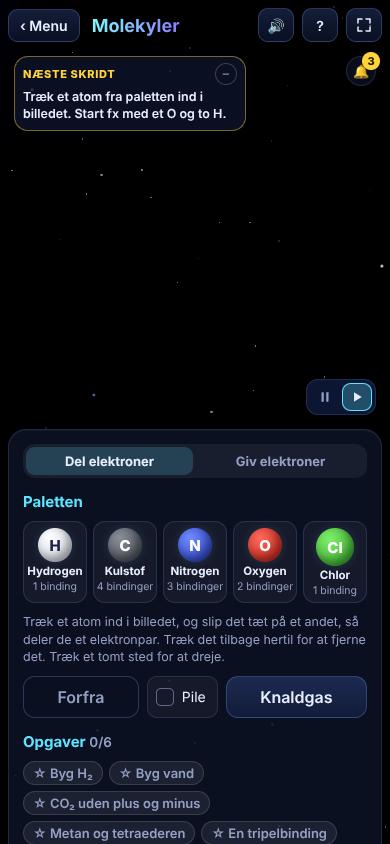 ‹ Menu
Molekyler
?
3
NÆSTE SKRIDT
Træk et atom fra paletten ind i
billedet. Start fx med et O og to H.
Del elektroner
Giv elektroner
Paletten
H
C
N
O
Cl
Hydrogen
Kulstof
Nitrogen
Oxygen
Chlor
1 binding
4 bindinger
3 bindinger
2 bindinger
1 binding
Træk et atom ind i billedet, og slip det tæt på et andet, så
deler de et elektronpar. Træk det tilbage hertil for at fjerne
det. Træk et tomt sted for at dreje.
Forfra
Pile
Knaldgas
Opgaver 0/6
☆ Byg H₂
☆ Byg vand
☆ CO₂ uden plus og minus
☆ Metan og tetraederen
☆ En tripelbinding